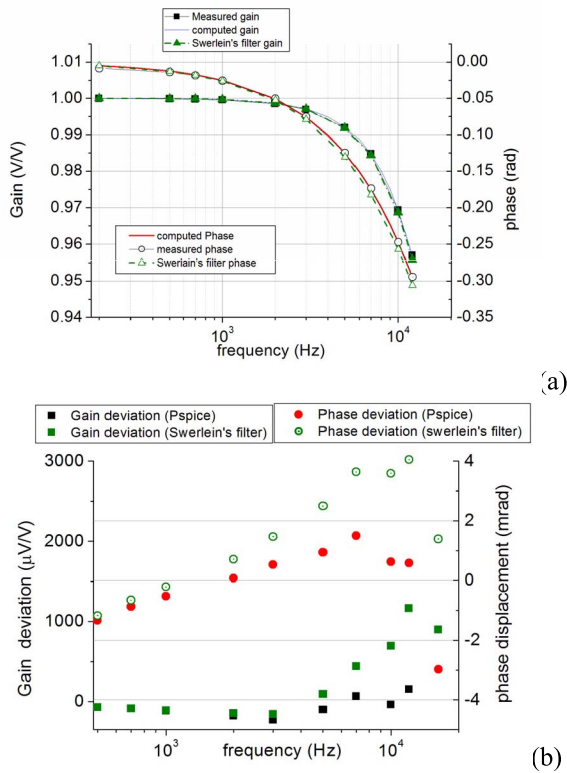 Measured gain
computed gain
Swerlein's filter gain
1.01
1.00
0.99
0.98
0.97
0.96
0.95
0.94
Gain (V/V)
0.00
-0.05
-0.10
-0.15
-0.20
-0.25
-0.30
-0.35
phase (rad)
computed Phase
measured phase
Swerlain's filter phase
10³
10⁴
frequency (Hz)
(a)
Gain deviation (Pspice)
Gain deviation (Swerlein's filter)
Phase deviation (Pspice)
Phase deviation (swerlein's filter)
3000
2000
1000
0
Gain deviation (µV/V)
4
2
0
-2
-4
phase displacement (mrad)
10³
frequency (Hz)
10⁴
(b)